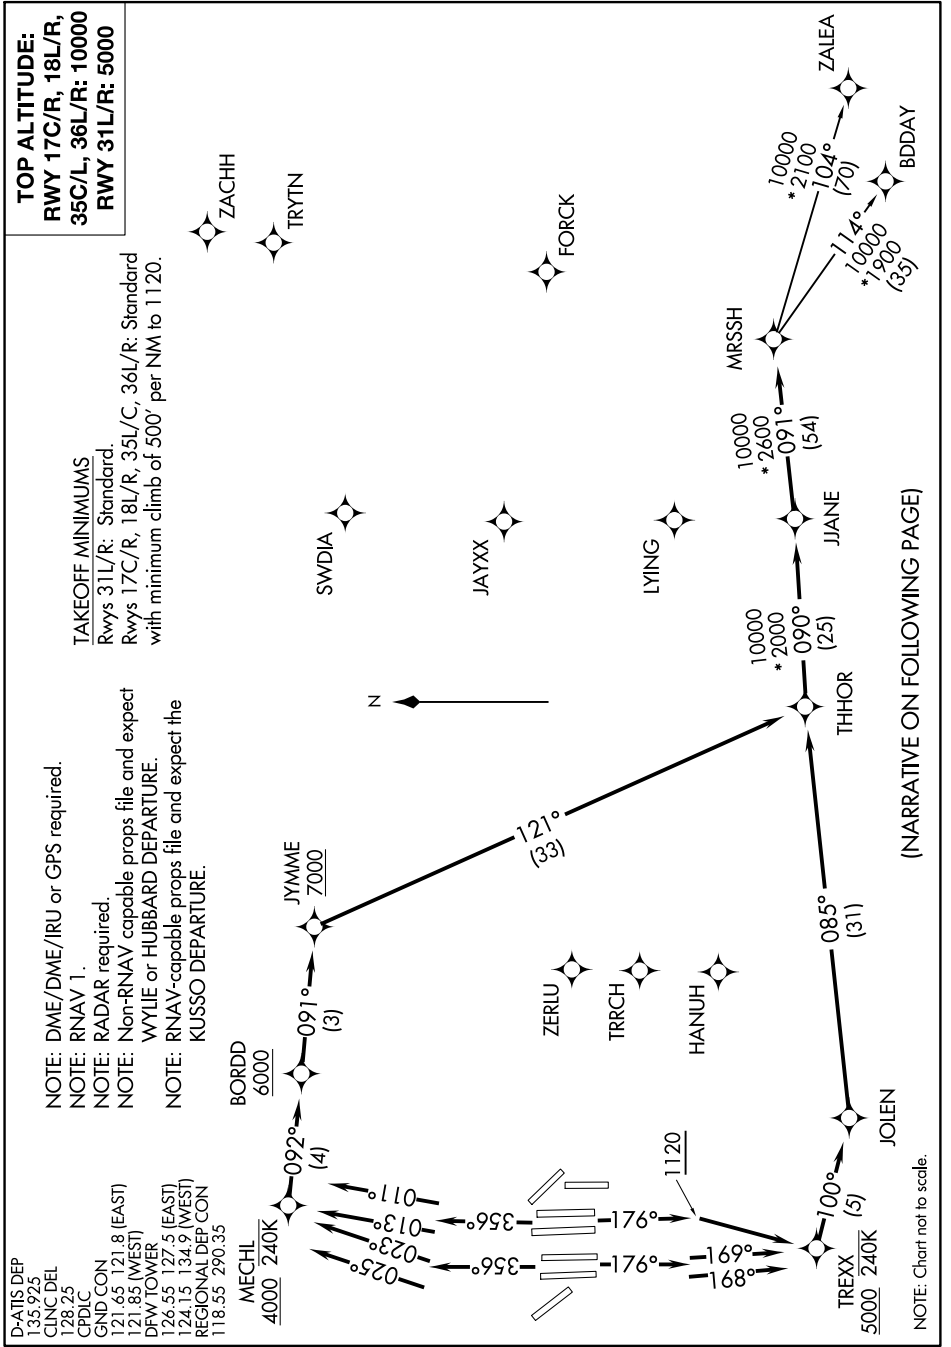 D-ATIS DEP
135.925
CLNC DEL
128.25
CPDLC
GND CON
121.65 121.8 (EAST)
121.85 (WEST)
DFW TOWER
126.55 127.5 (EAST)
124.15 134.9 (WEST)
REGIONAL DEP CON
118.55 290.35
NOTE: DME/DME/IRU or GPS required.
NOTE: RNAV 1.
NOTE: RADAR required.
NOTE: Non-RNAV capable props file and expect
WYLIE or HUBBARD DEPARTURE.
NOTE: RNAV-capable props file and expect the
KUSSO DEPARTURE.
TAKEOFF MINIMUMS
Rwys 31L/R: Standard.
Rwys 17C/R, 18L/R, 35L/C, 36L/R: Standard
with minimum climb of 500' per NM to 1120.
TOP ALTITUDE:
RWY 17C/R, 18L/R,
35C/L, 36L/R: 10000
RWY 31L/R: 5000
ZACHH
TRYTN
FORCK
SWDIA
JAYXX
LYING
N
MECHL
4000 240K
092°
(4)
BORDD
6000
091°
(3)
JYMME
7000
121°
(33)
011°
013°
023°
025°
356°
356°
176°
176°
1120
169°
168°
ZERLU
TRRCH
HANUH
TREXX
5000 240K
100°
(5)
JOLEN
085°
(31)
THHOR
10000
*2000
090°
(25)
JJANE
10000
*2600
091°
(54)
MRSSH
10000
*2100
104°
(70)
ZALEA
114°
10000
*1900
(35)
BDDAY
(NARRATIVE ON FOLLOWING PAGE)
NOTE: Chart not to scale.